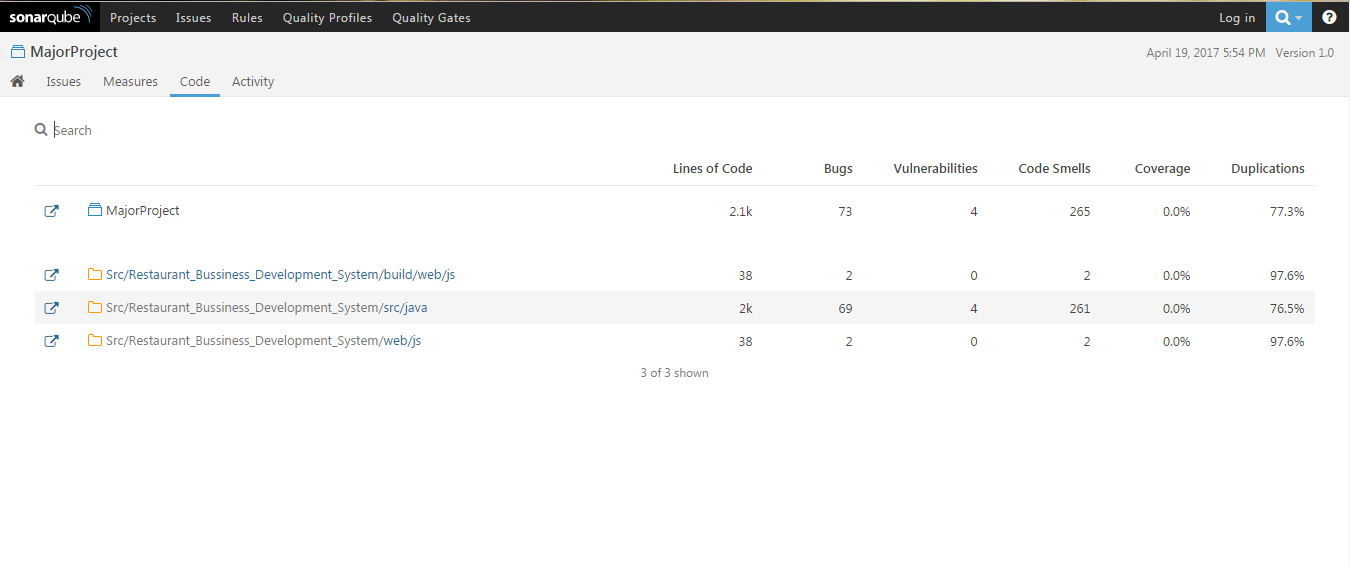 sonarqube Projects Issues Rules Quality Profiles Quality Gates Log in
MajorProject April 19, 2017 5:54 PM Version 1.0
Issues Measures Code Activity
Search
Lines of Code Bugs Vulnerabilities Code Smells Coverage Duplications
MajorProject 2.1k 73 4 265 0.0% 77.3%
Src/Restaurant_Bussiness_Development_System/build/web/js 38 2 0 2 0.0% 97.6%
Src/Restaurant_Bussiness_Development_System/src/java 2k 69 4 261 0.0% 76.5%
Src/Restaurant_Bussiness_Development_System/web/js 38 2 0 2 0.0% 97.6%
3 of 3 shown